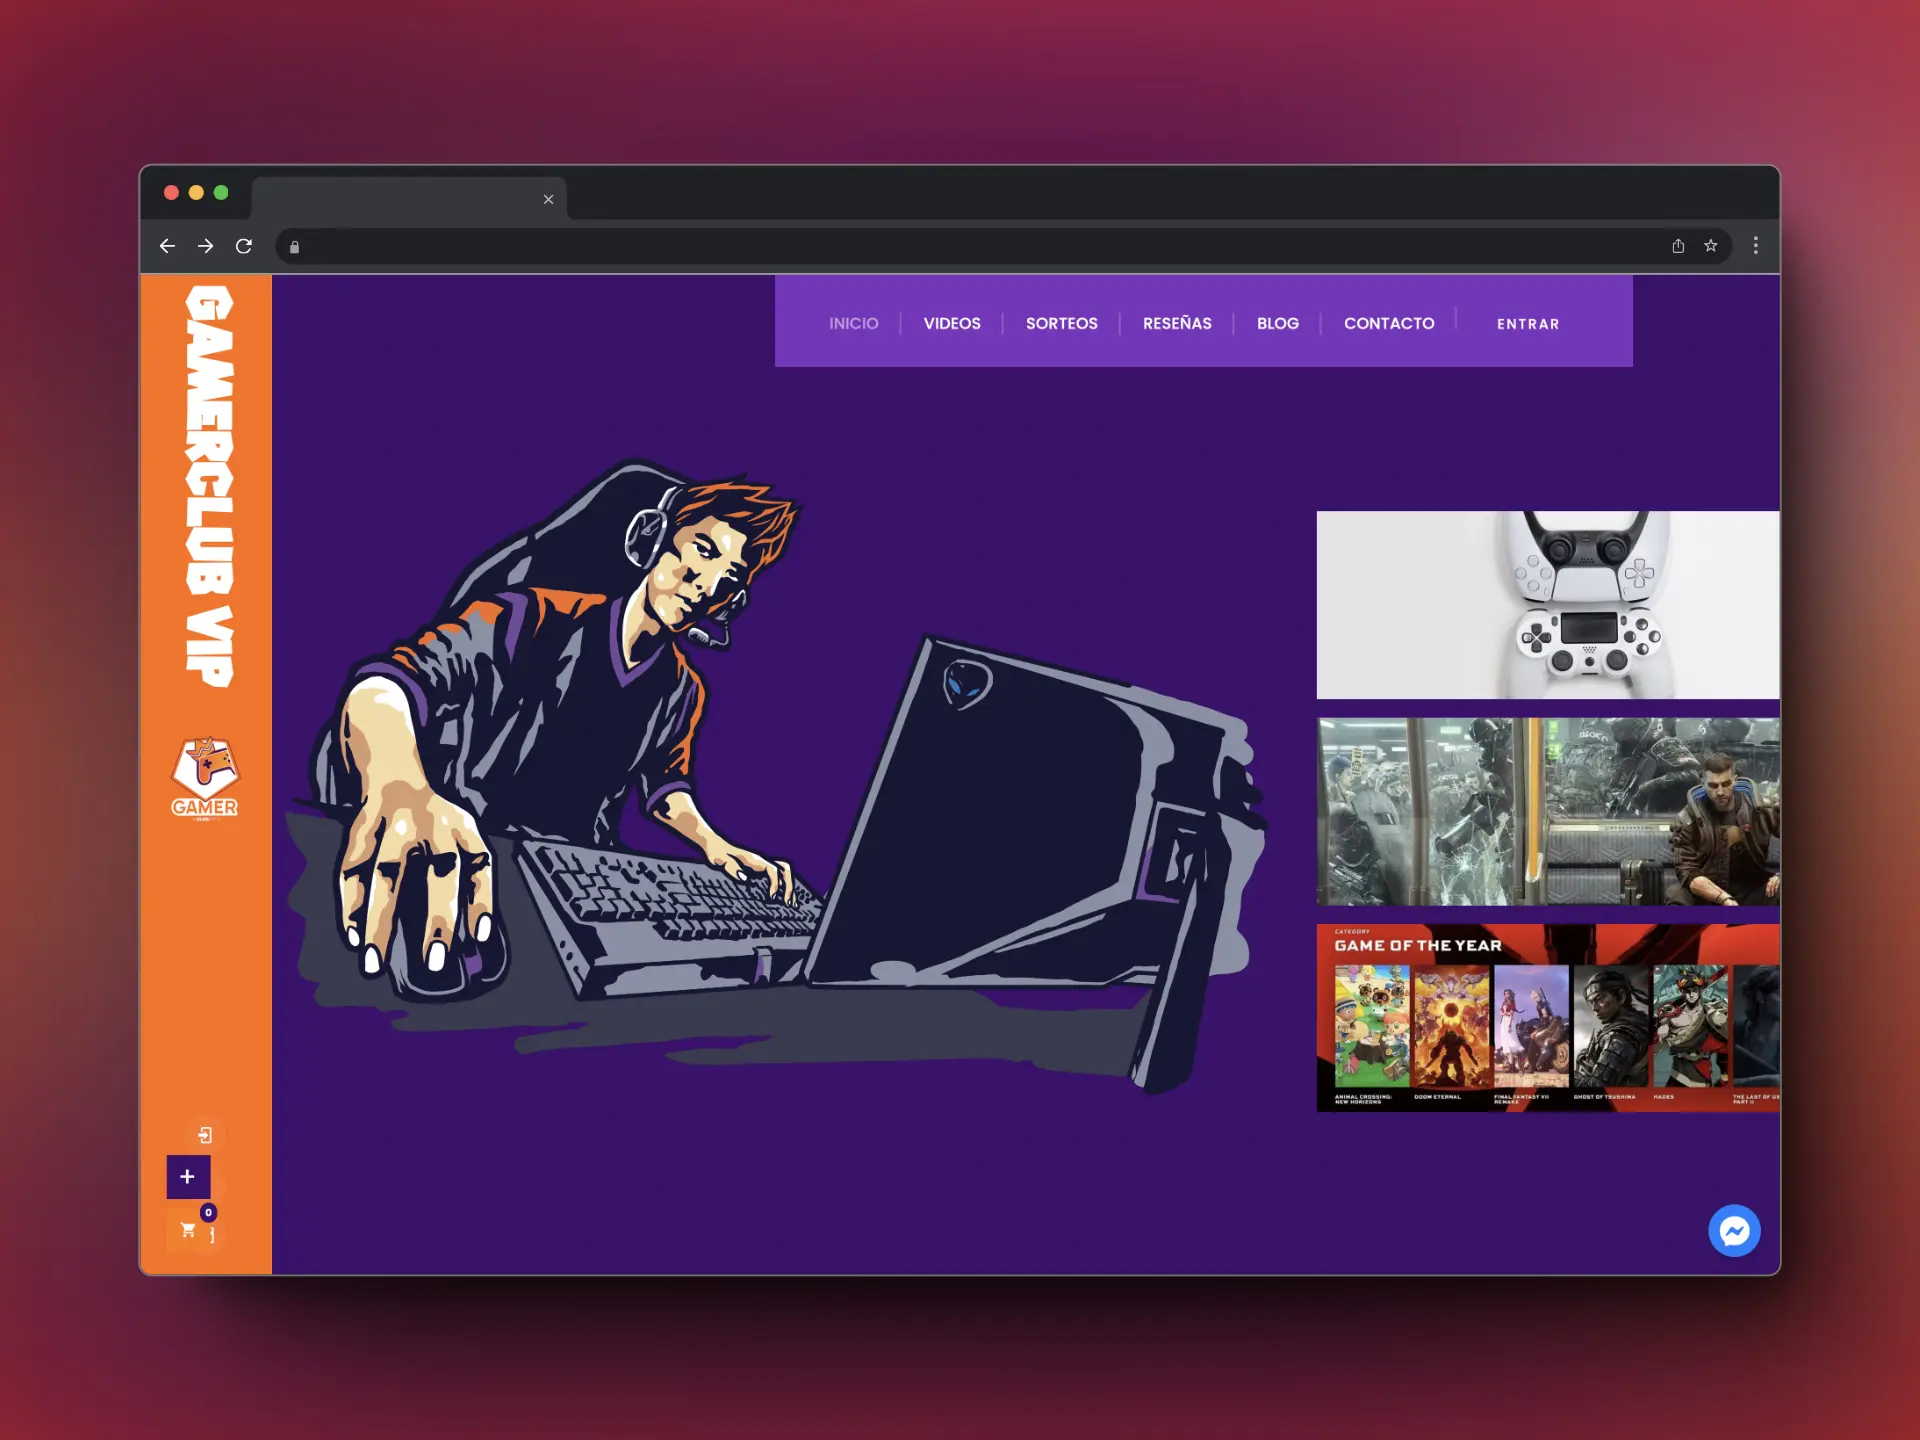 INICIO
VIDEOS
SORTEOS
RESEÑAS
BLOG
CONTACTO
ENTRAR
GAMERCLUB VIP
GAMER
CATEGORY
GAME OF THE YEAR
ANIMAL CROSSING:
NEW HORIZONS
DOOM ETERNAL
FINAL FANTASY VII
REMAKE
GHOST OF TSUSHIMA
HADES
THE LAST OF US
PART II
0